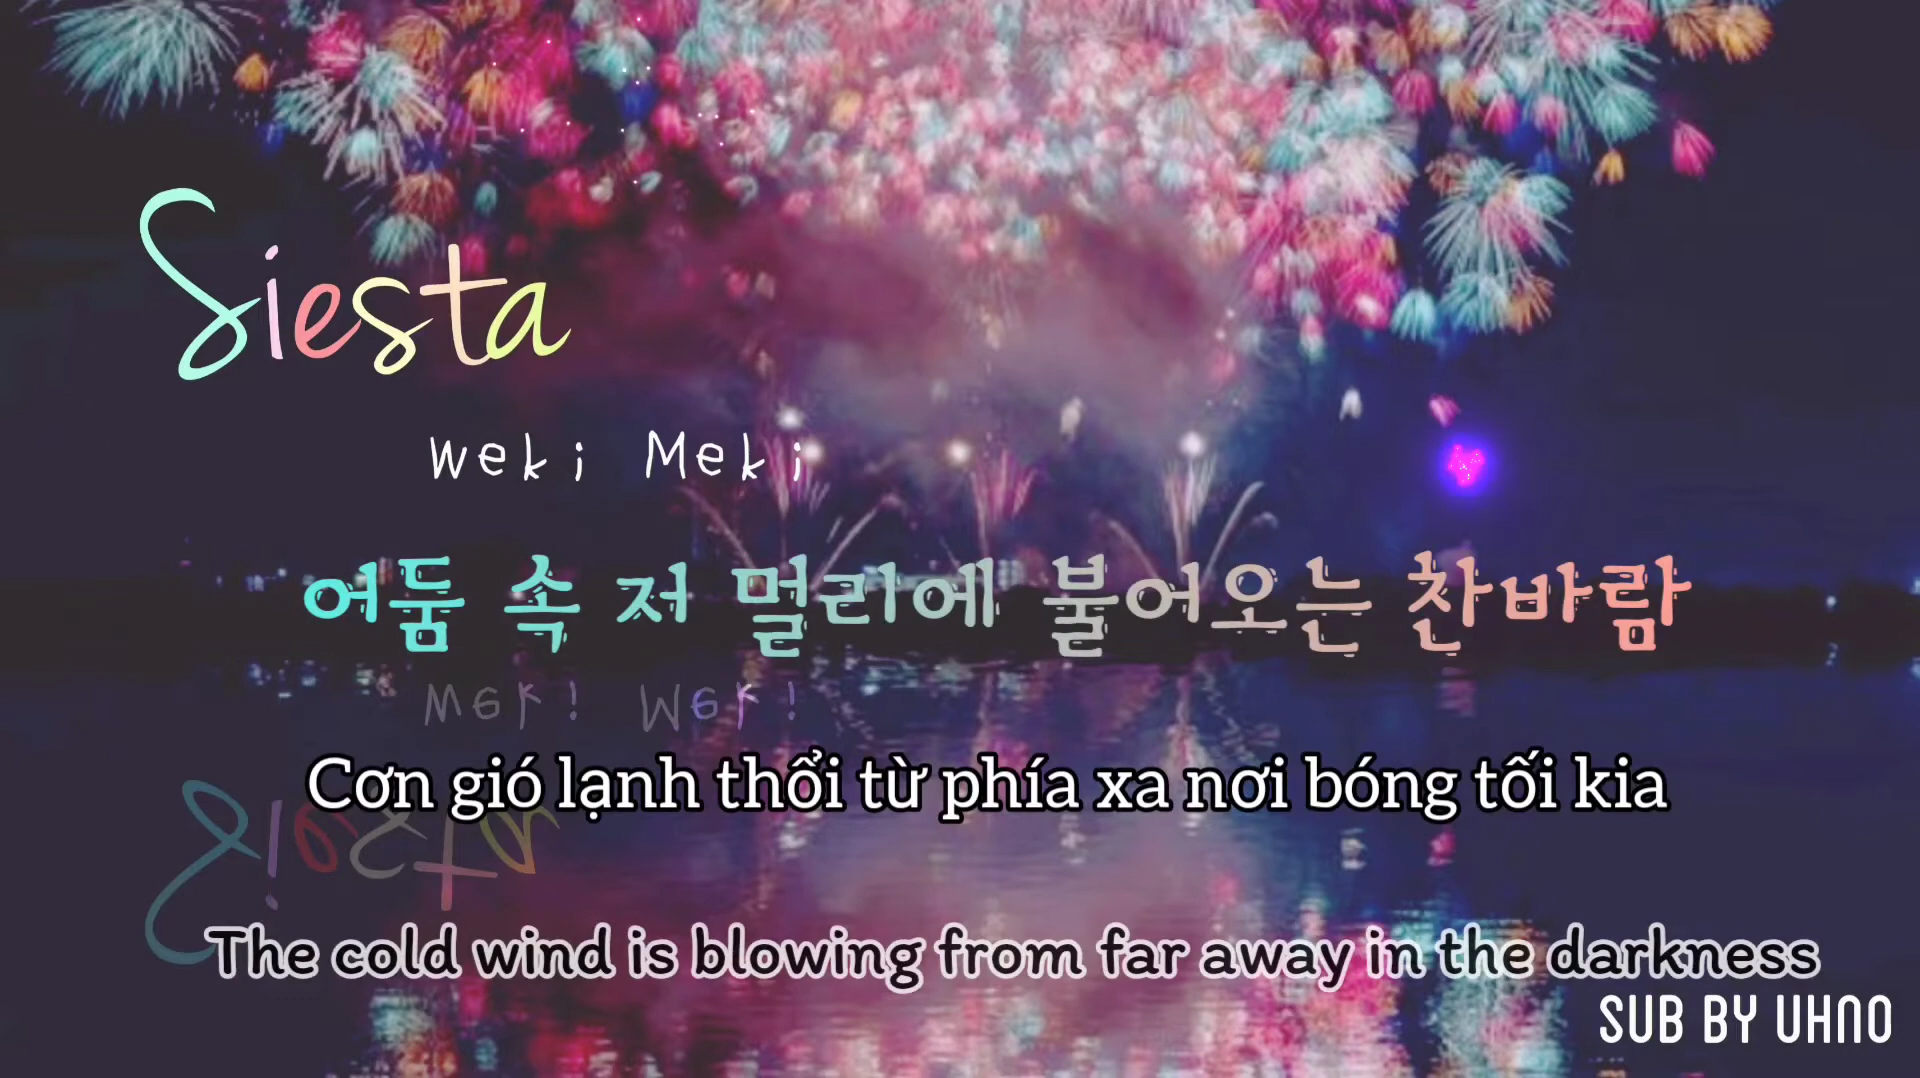 Siesta
Weki Meki
어둠 속 저 멀리에 불어오는 찬바람
Cơn gió lạnh thổi từ phía xa nơi bóng tối kia
The cold wind is blowing from far away in the darkness
SUB BY UHNO